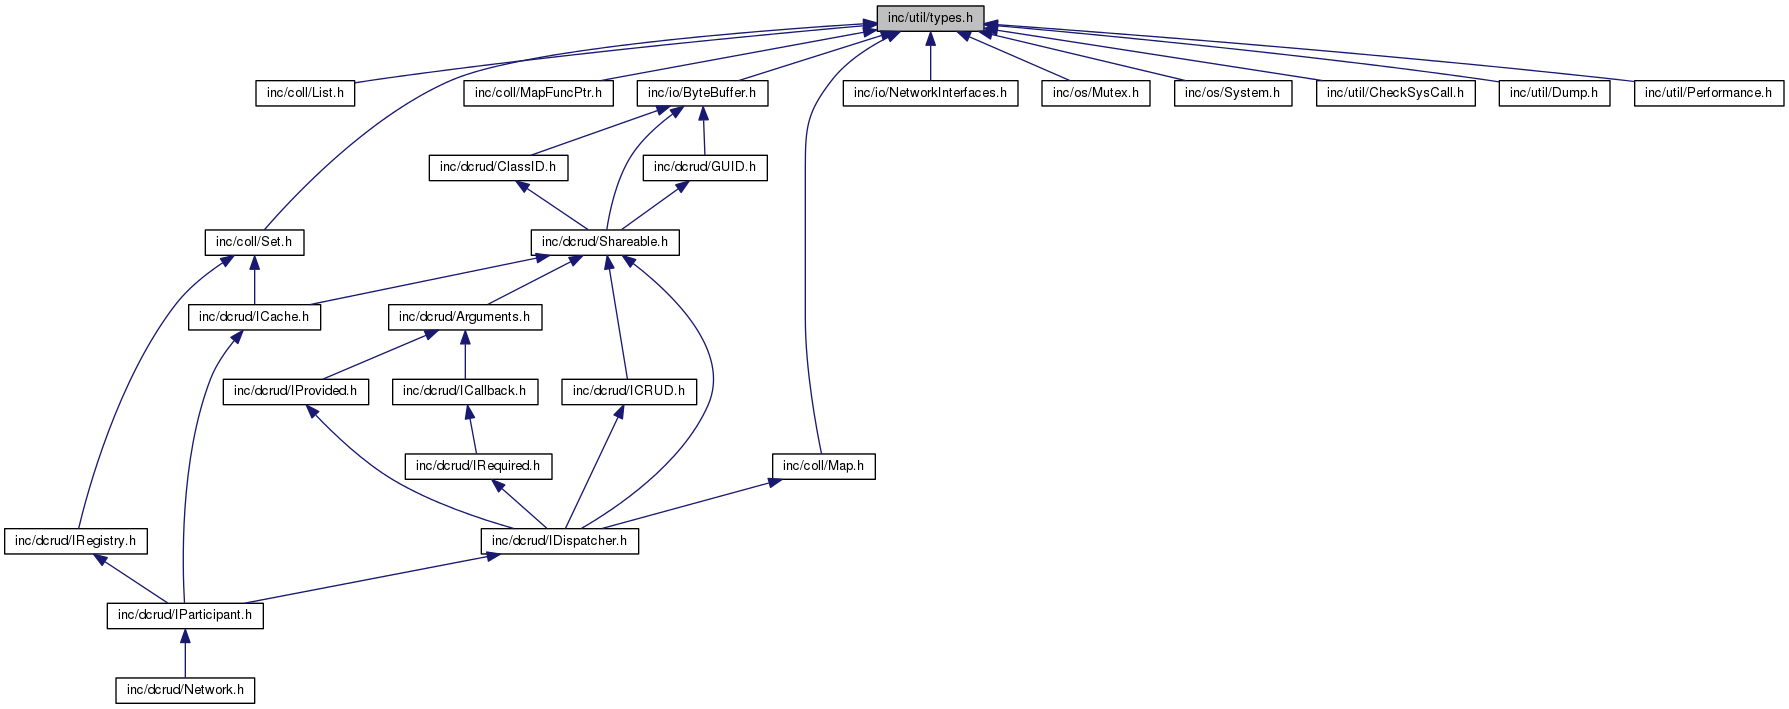 inc/util/types.h
inc/coll/List.h
inc/coll/MapFuncPtr.h
inc/io/ByteBuffer.h
inc/io/NetworkInterfaces.h
inc/os/Mutex.h
inc/os/System.h
inc/util/CheckSysCall.h
inc/util/Dump.h
inc/util/Performance.h
inc/dcrud/ClassID.h
inc/dcrud/GUID.h
inc/coll/Set.h
inc/dcrud/Shareable.h
inc/dcrud/ICache.h
inc/dcrud/Arguments.h
inc/dcrud/IProvided.h
inc/dcrud/ICallback.h
inc/dcrud/ICRUD.h
inc/dcrud/IRequired.h
inc/coll/Map.h
inc/dcrud/IRegistry.h
inc/dcrud/IDispatcher.h
inc/dcrud/IParticipant.h
inc/dcrud/Network.h